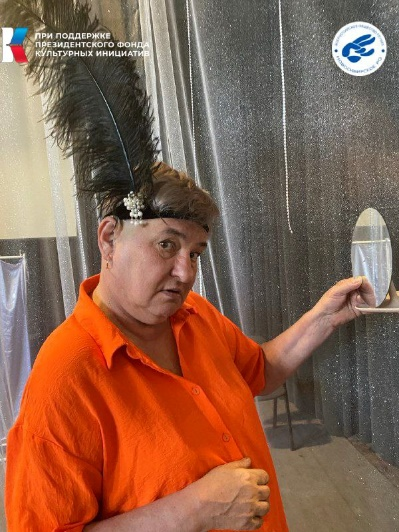 ПРИ ПОДДЕРЖКЕ
ПРЕЗИДЕНТСКОГО ФОНДА
КУЛЬТУРНЫХ ИНИЦИАТИВ